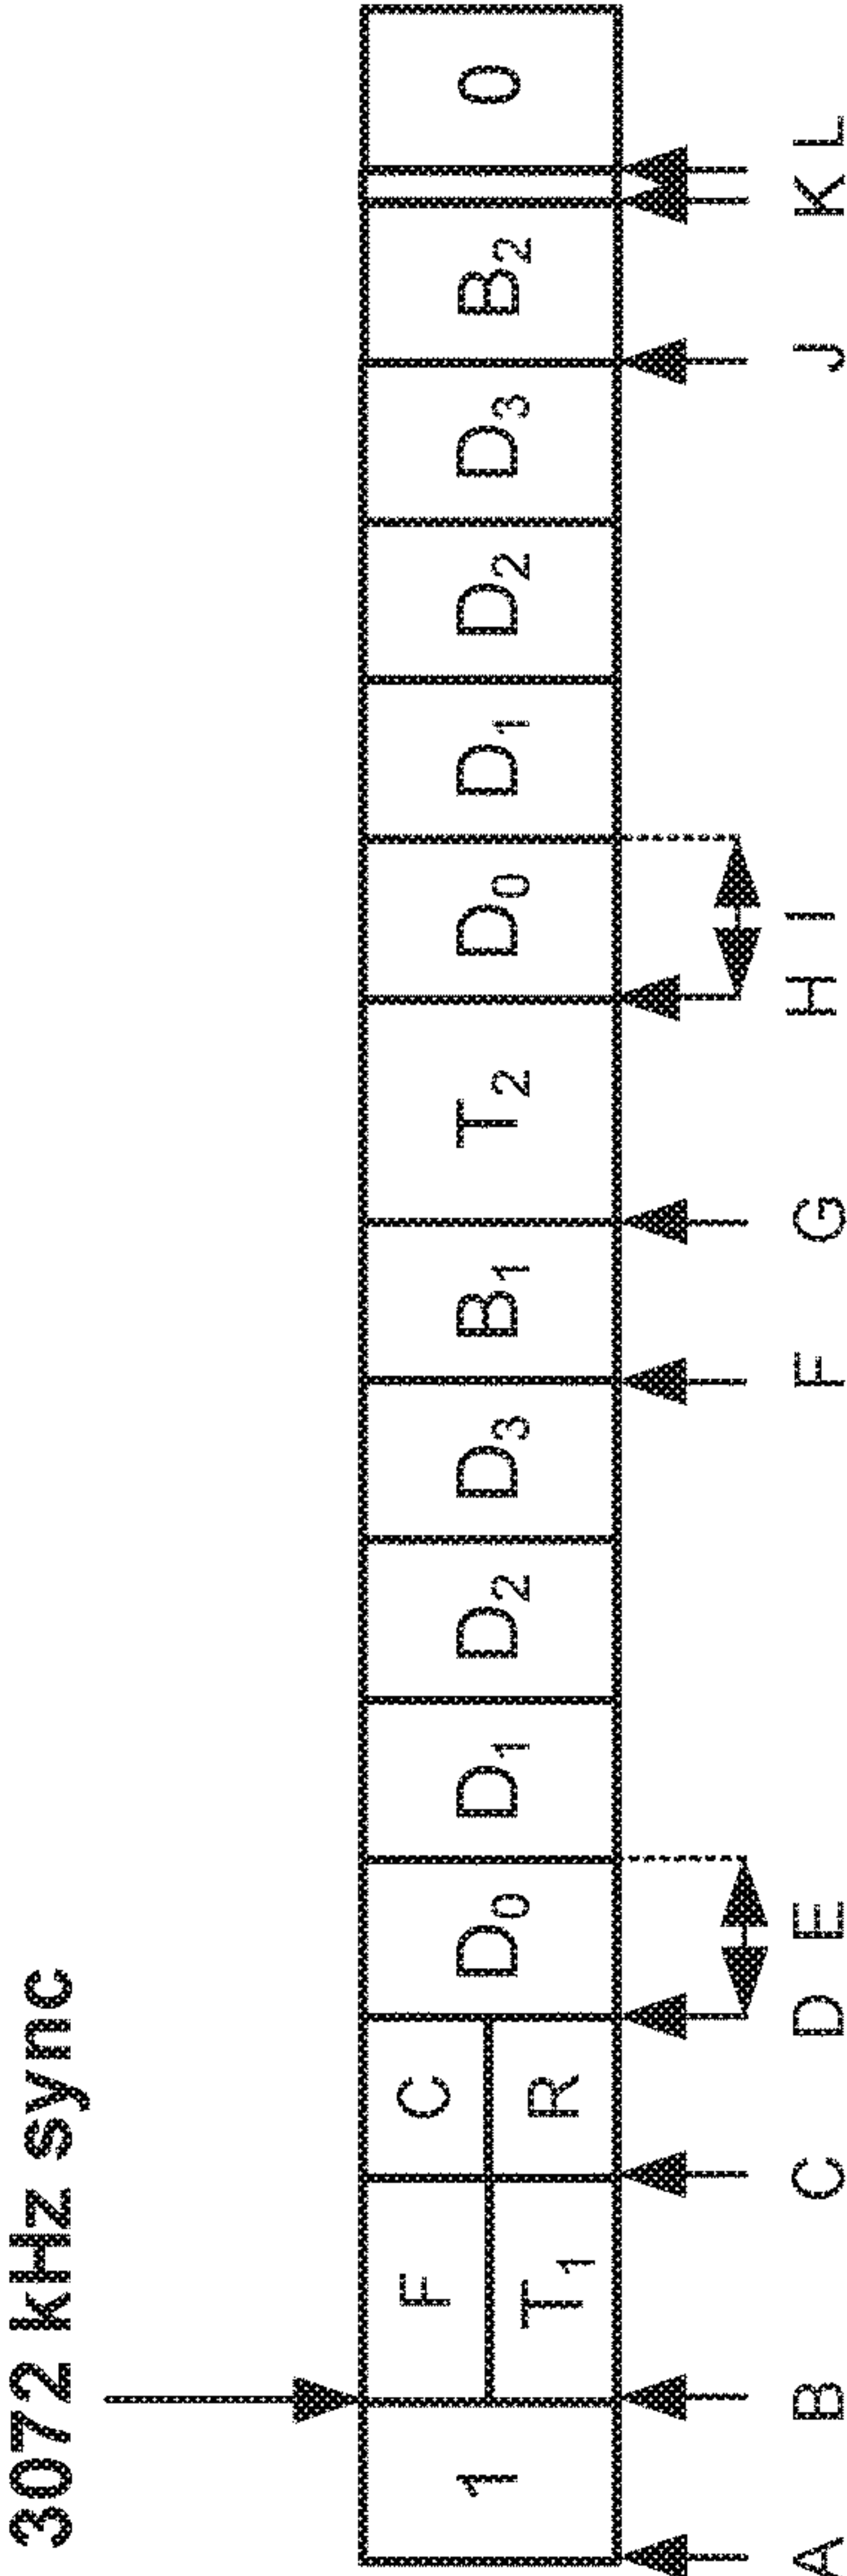 3072 kHz sync
1 F C D₀ D₁ D₂ D₃ B₁ T₂ D₀ D₁ D₂ D₃ B₂ 0
T₁ R
A B C D E F G H I J K L